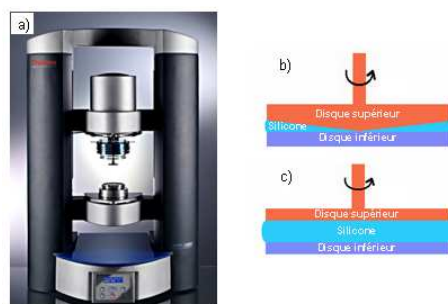 a)
b)
Disque supérieur
Silicone
Disque inférieur
c)
Disque supérieur
Silicone
Disque inférieur